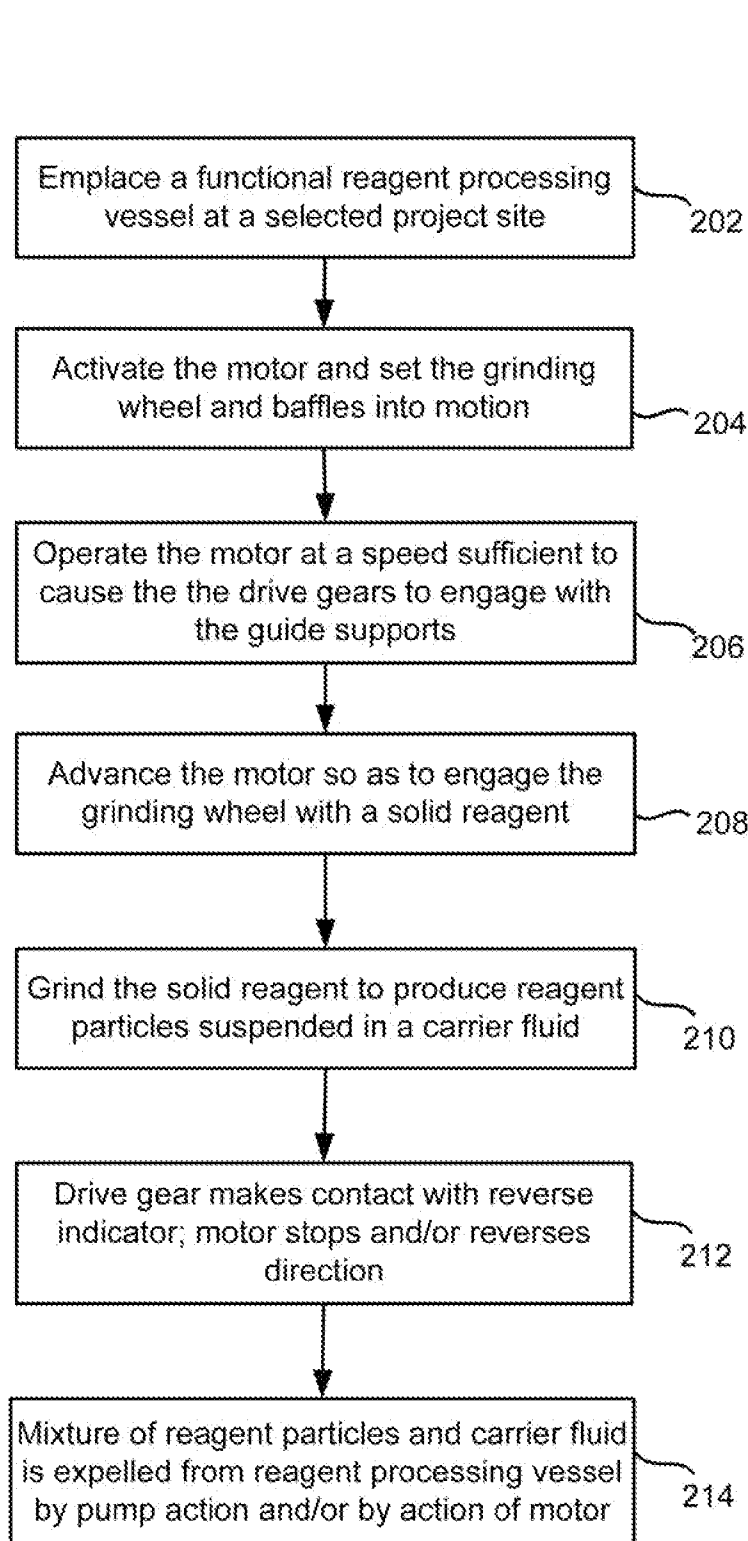 Emplace a functional reagent processing
vessel at a selected project site
202
Activate the motor and set the grinding
wheel and baffles into motion
204
Operate the motor at a speed sufficient to
cause the the drive gears to engage with
the guide supports
206
Advance the motor so as to engage the
grinding wheel with a solid reagent
208
Grind the solid reagent to produce reagent
particles suspended in a carrier fluid
210
Drive gear makes contact with reverse
indicator; motor stops and/or reverses
direction
212
Mixture of reagent particles and carrier fluid
is expelled from reagent processing vessel
by pump action and/or by action of motor
214